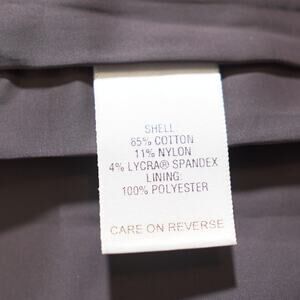 SHELL
85% COTTON
11% NYLON
4% LYCRA® SPANDEX
LINING:
100% POLYESTER
CARE ON REVERSE